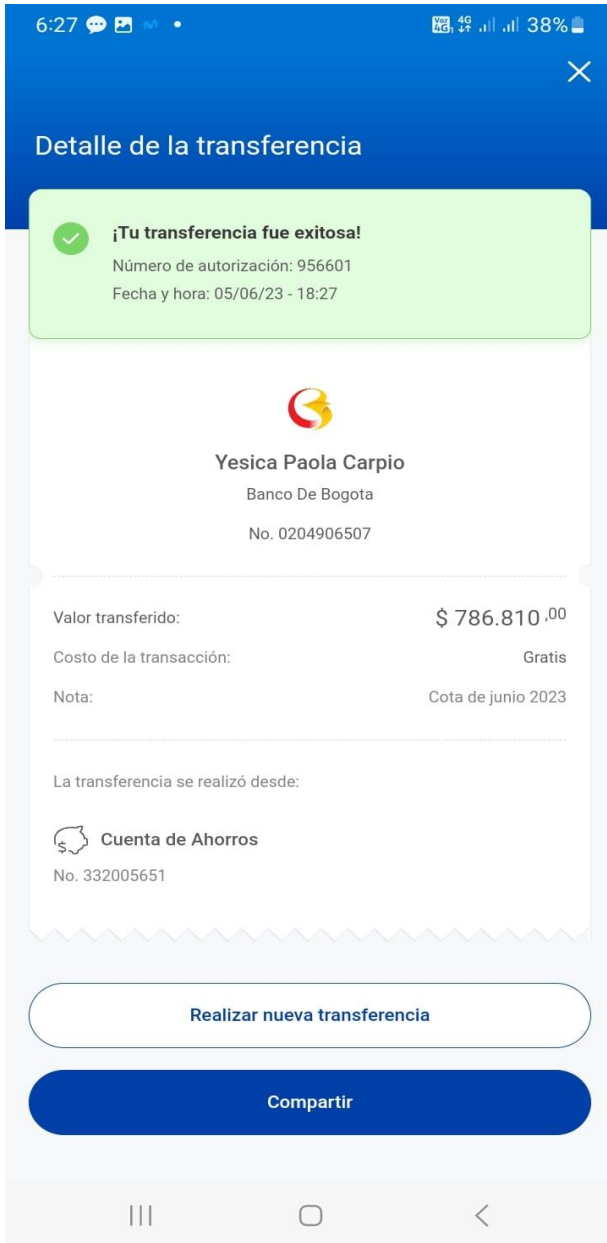 6:27
Voz 4G 4G 38%
Detalle de la transferencia
¡Tu transferencia fue exitosa!
Número de autorización: 956601
Fecha y hora: 05/06/23 - 18:27
Yesica Paola Carpio
Banco De Bogota
No. 0204906507
Valor transferido: $ 786.810,00
Costo de la transacción: Gratis
Nota: Cota de junio 2023
La transferencia se realizó desde:
Cuenta de Ahorros
No. 332005651
Realizar nueva transferencia
Compartir